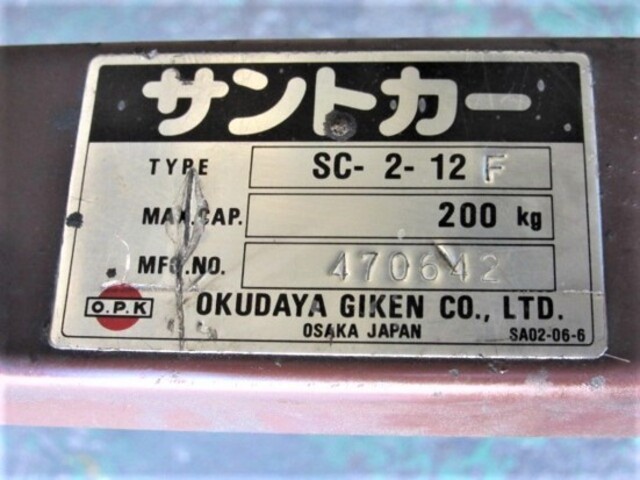 サントカー
TYPE SC- 2- 12 F
MAX.CAP. 200 kg
MFG.NO. 470642
O.P.K OKUDAYA GIKEN CO., LTD.
OSAKA JAPAN SA02-06-6